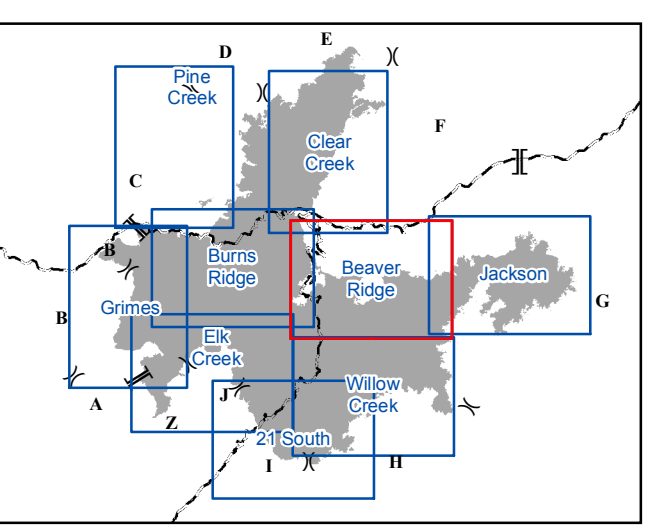 E
D
Pine
Creek
F
Clear
Creek
C
B
Burns
Ridge
Beaver
Ridge
Jackson
G
Grimes
B
Elk
Creek
Willow
Creek
J
A
Z
21 South
I
H